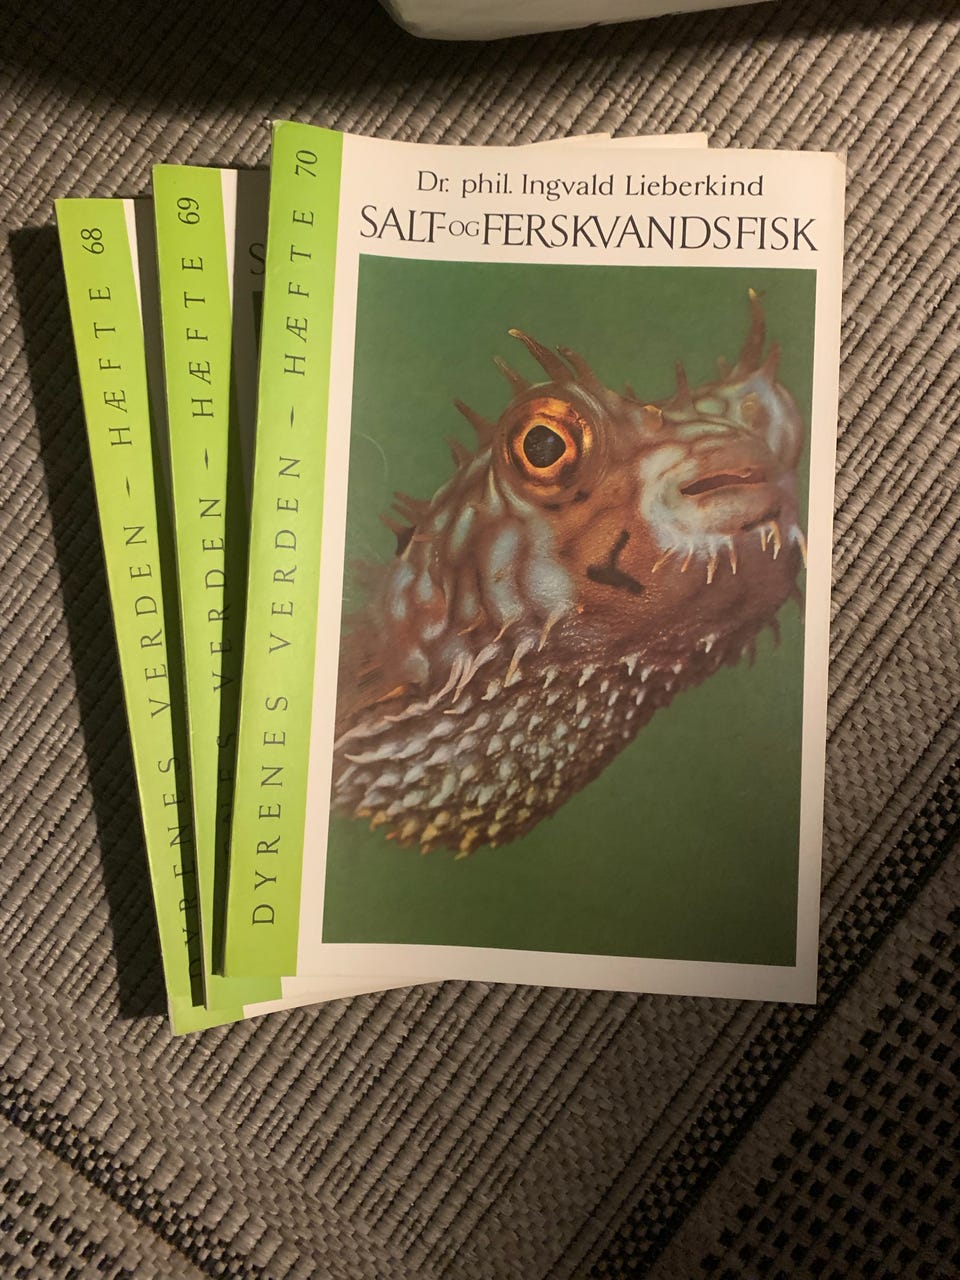 DYRENES VERDEN – HÆFTE 68
DYRENES VERDEN – HÆFTE 69
DYRENES VERDEN – HÆFTE 70
Dr. phil. Ingvald Lieberkind
SALT-OG FERSKVANDSFISK